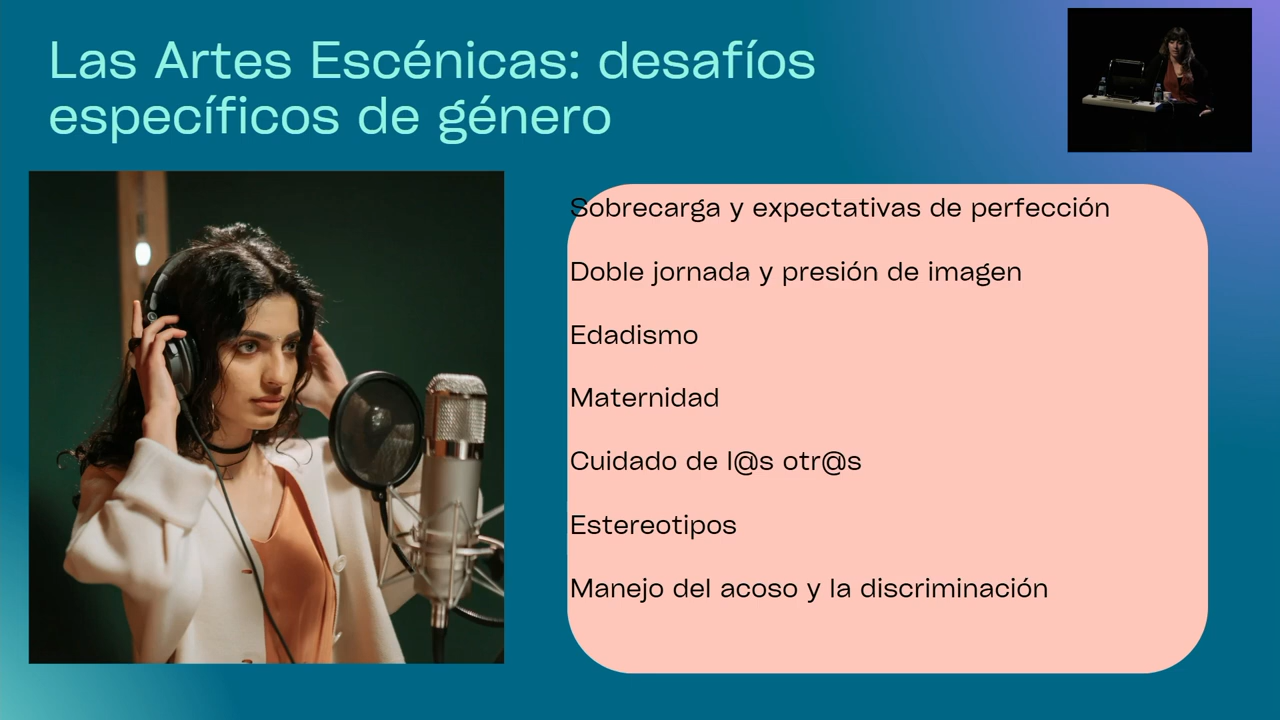 Las Artes Escénicas: desafíos
específicos de género
Sobrecarga y expectativas de perfección
Doble jornada y presión de imagen
Edadismo
Maternidad
Cuidado de l@s otr@s
Estereotipos
Manejo del acoso y la discriminación